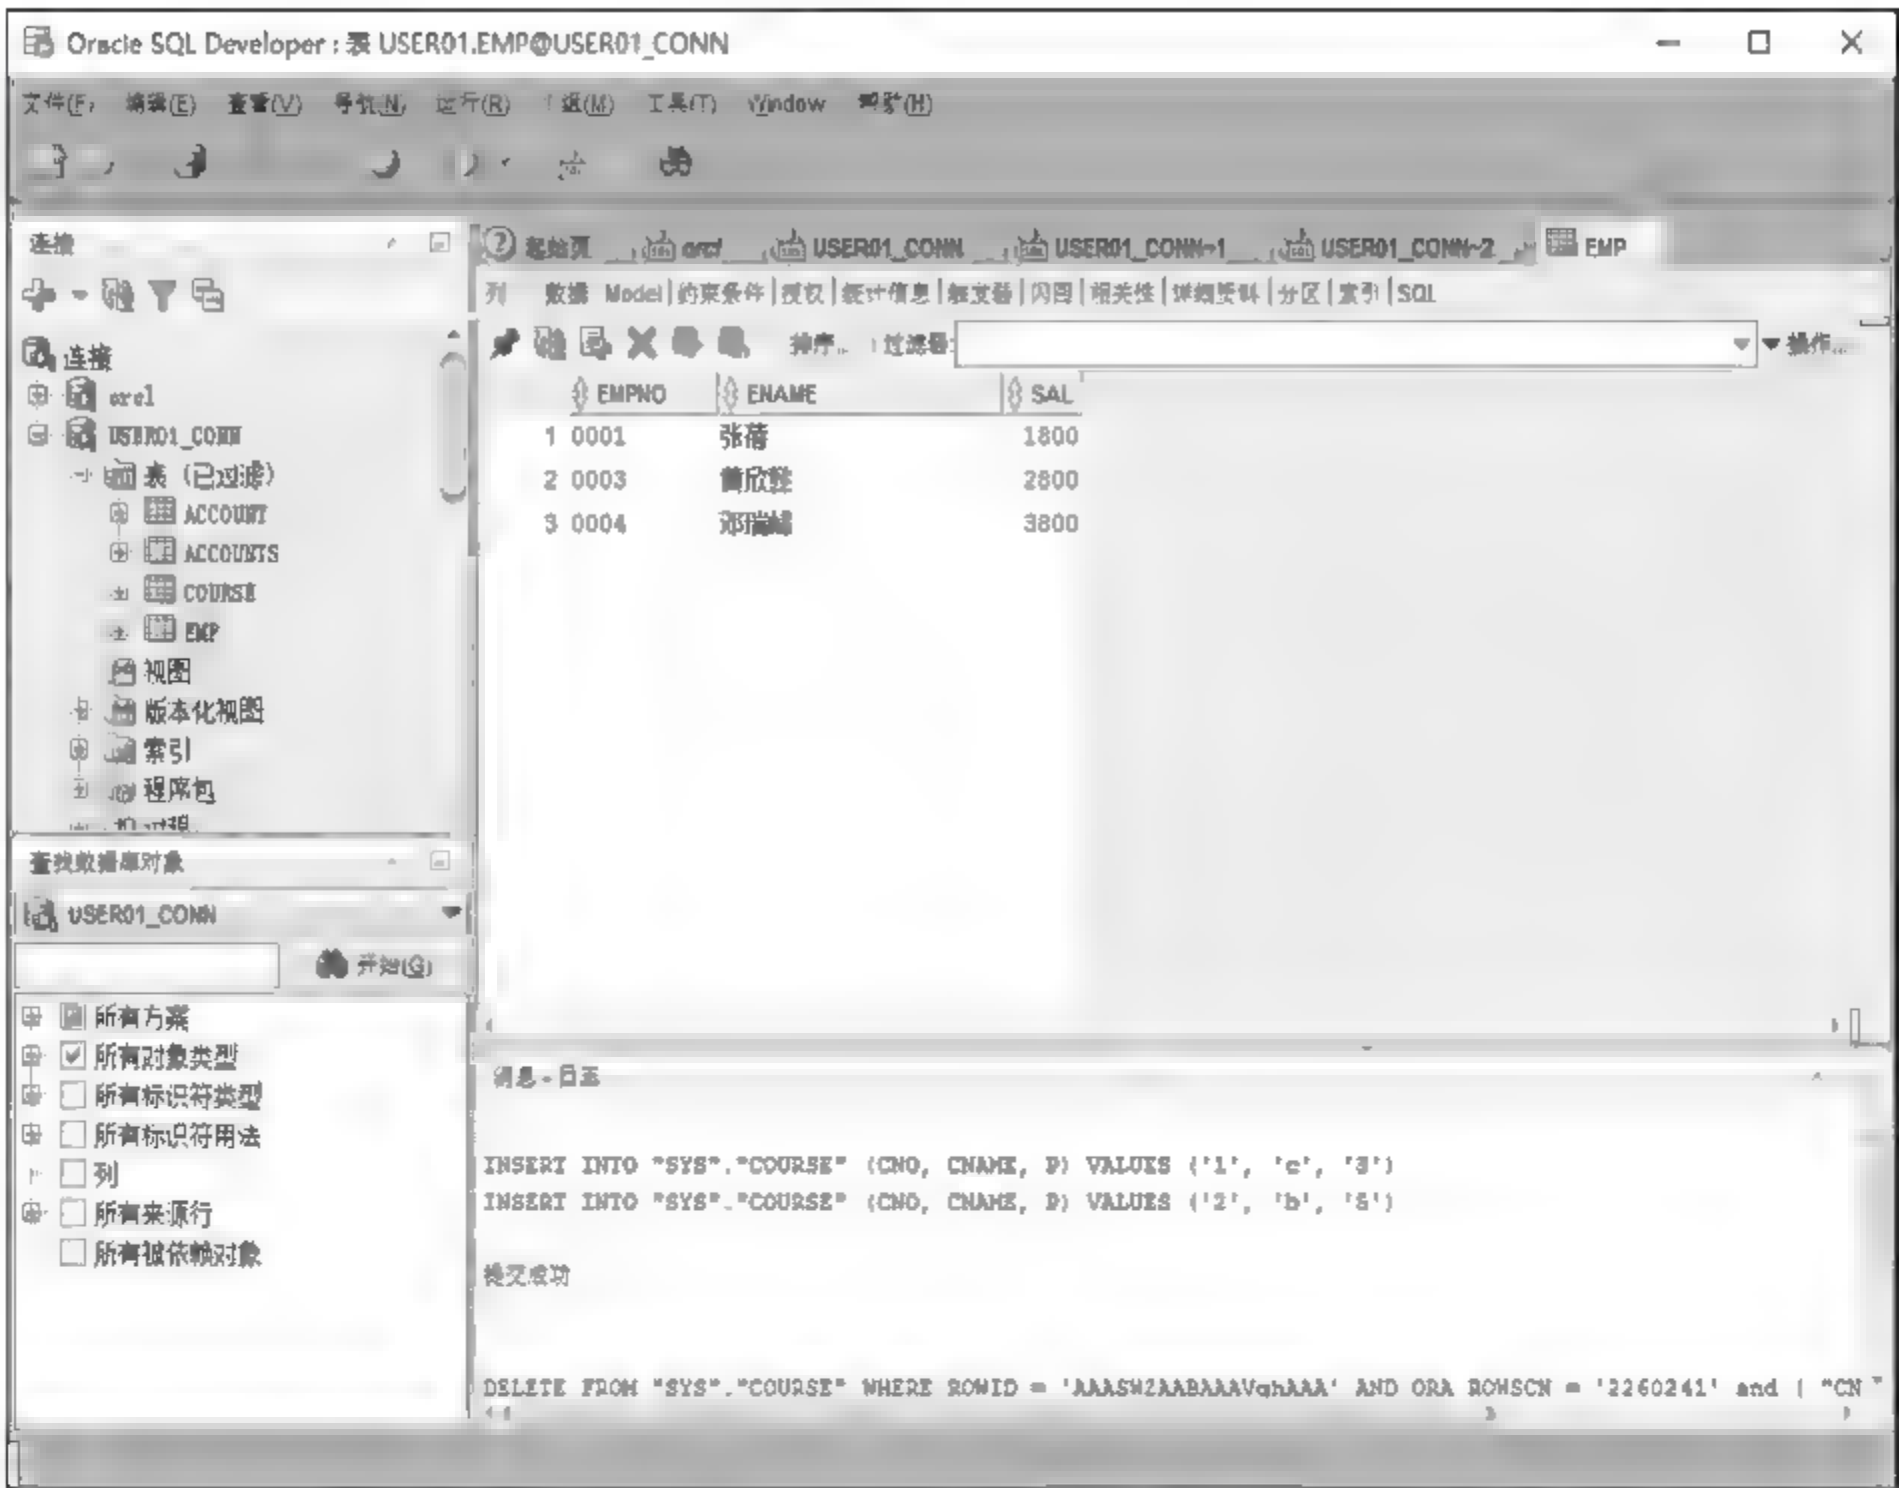 Oracle SQL Developer : 表 USER01.EMP@USER01_CONN
文件(F) 编辑(E) 查看(V) 导航(N) 运行(R) (M) 工具(T) Window 帮助(H)
连接
起始页 orcl USER01_CONN USER01_CONN~1 USER01_CONN~2 EMP
列 数据 Model 约束条件 授权 统计信息 触发器 闪回 相关性 详细资料 分区 索引 SQL
排序.. 过滤器: 操作...
连接
orcl
USER01_CONN
表 (已过滤)
ACCOUNT
ACCOUNTS
COURSE
EMP
视图
版本化视图
索引
程序包
过程
EMPNO ENAME SAL
1 0001 张蓓 1800
2 0003 2800
3 0004 3800
查找数据库对象
USER01_CONN
开始(G)
所有方案
所有对象类型
所有标识符类型
所有标识符用法
列
所有来源行
所有被依赖对象
消息 - 日志
INSERT INTO "SYS"."COURSE" (CNO, CNAME, P) VALUES ('1', 'c', '3')
INSERT INTO "SYS"."COURSE" (CNO, CNAME, P) VALUES ('2', 'b', '5')
提交成功
DELETE FROM "SYS"."COURSE" WHERE ROWID = 'AAASWZAABAAAVqhAAA' AND ORA_ROWSCN = '2260241' and ( "CN